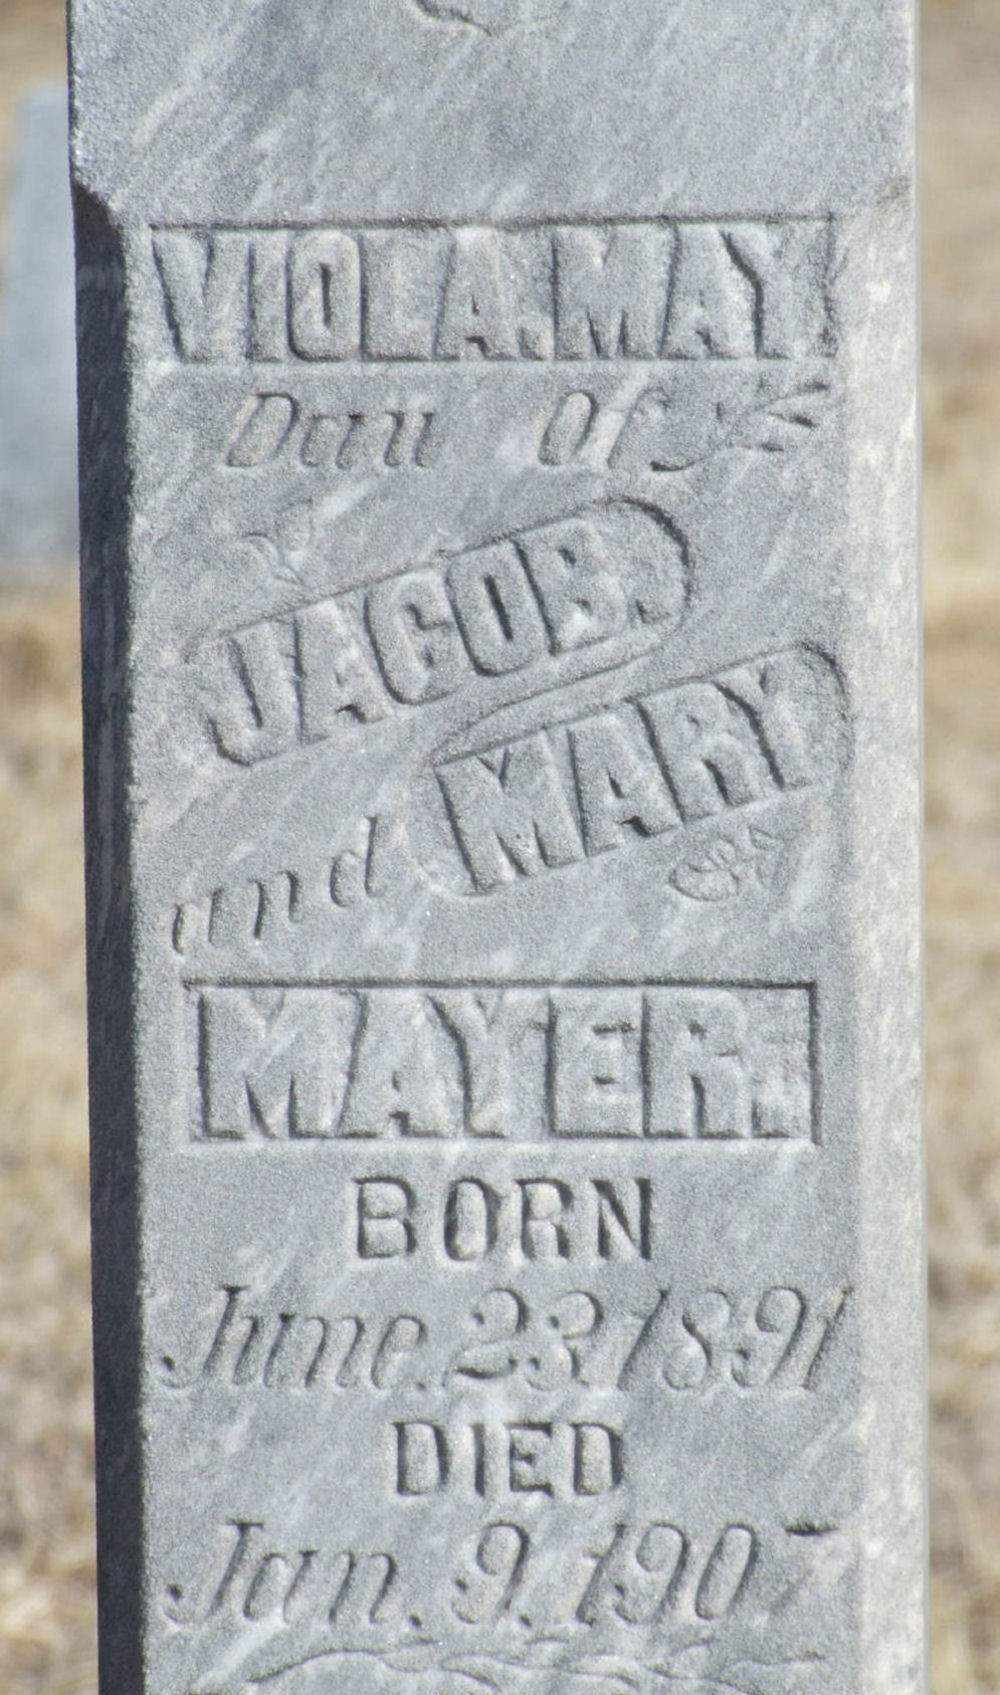 VIOLA.MAY.
Dau of
JACOB.
and MARY
MAYER.
BORN
June. 23.1891
DIED
Jan. 9.1907